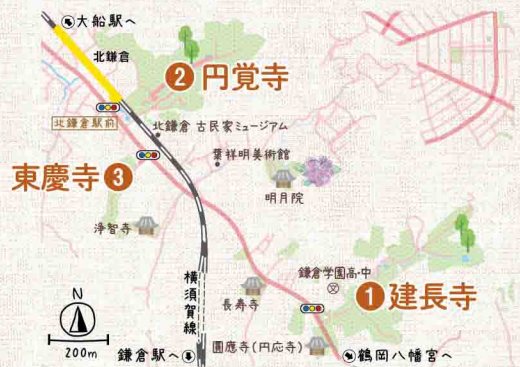 大船駅へ
北鎌倉
❷円覚寺
北鎌倉駅前
北鎌倉 古民家ミュージアム
葉祥明美術館
東慶寺❸
明月院
浄智寺
横須賀線
鎌倉学園高・中
❶建長寺
長寿寺
N
200m
鎌倉駅へ
圓應寺(円応寺)
鶴岡八幡宮へ